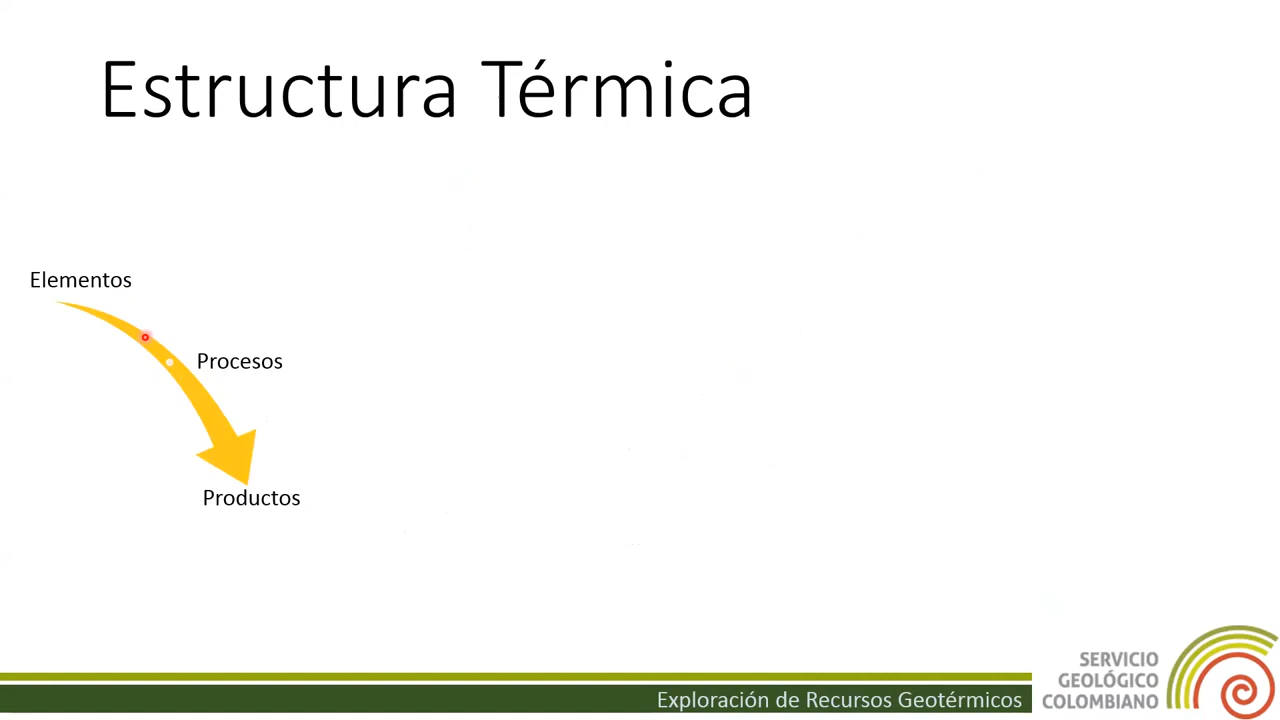 Estructura Térmica
Elementos
Procesos
Productos
Exploración de Recursos Geotérmicos
SERVICIO
GEOLÓGICO
COLOMBIANO